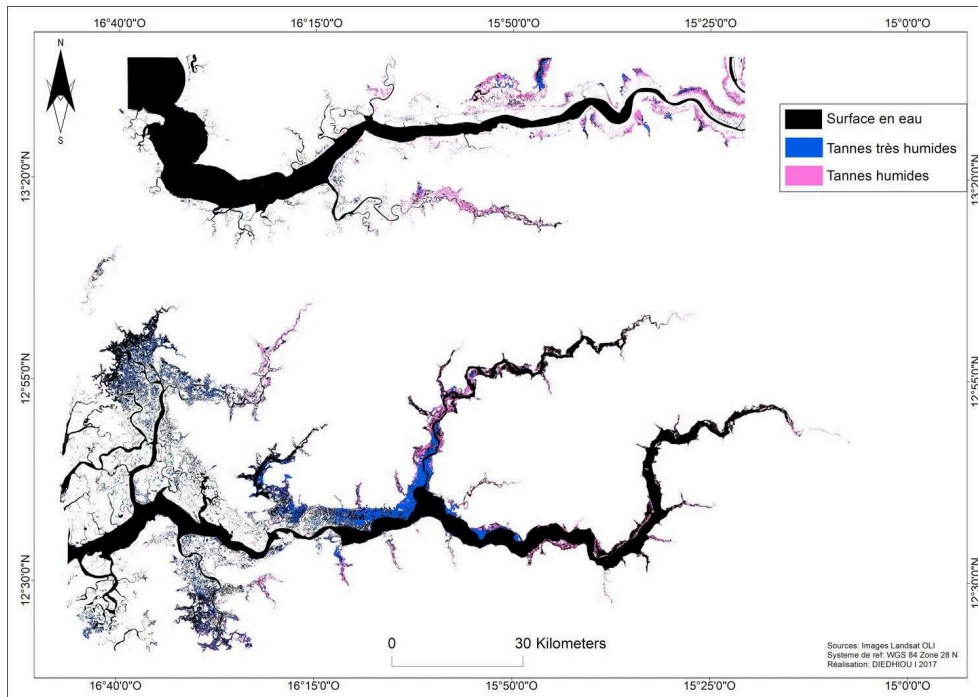 16°40'0"O 16°15'0"O 15°50'0"O 15°25'0"O 15°0'0"O
N
S
Surface en eau
Tannes très humides
Tannes humides
13°20'0"N 13°20'0"N
12°55'0"N 12°55'0"N
12°30'0"N 12°30'0"N
0 30 Kilometers
Sources: Images Landsat OLI
Systeme de ref: WGS 84 Zone 28 N
Réalisation: DIEDHIOU I 2017
16°40'0"O 16°15'0"O 15°50'0"O 15°25'0"O 15°0'0"O